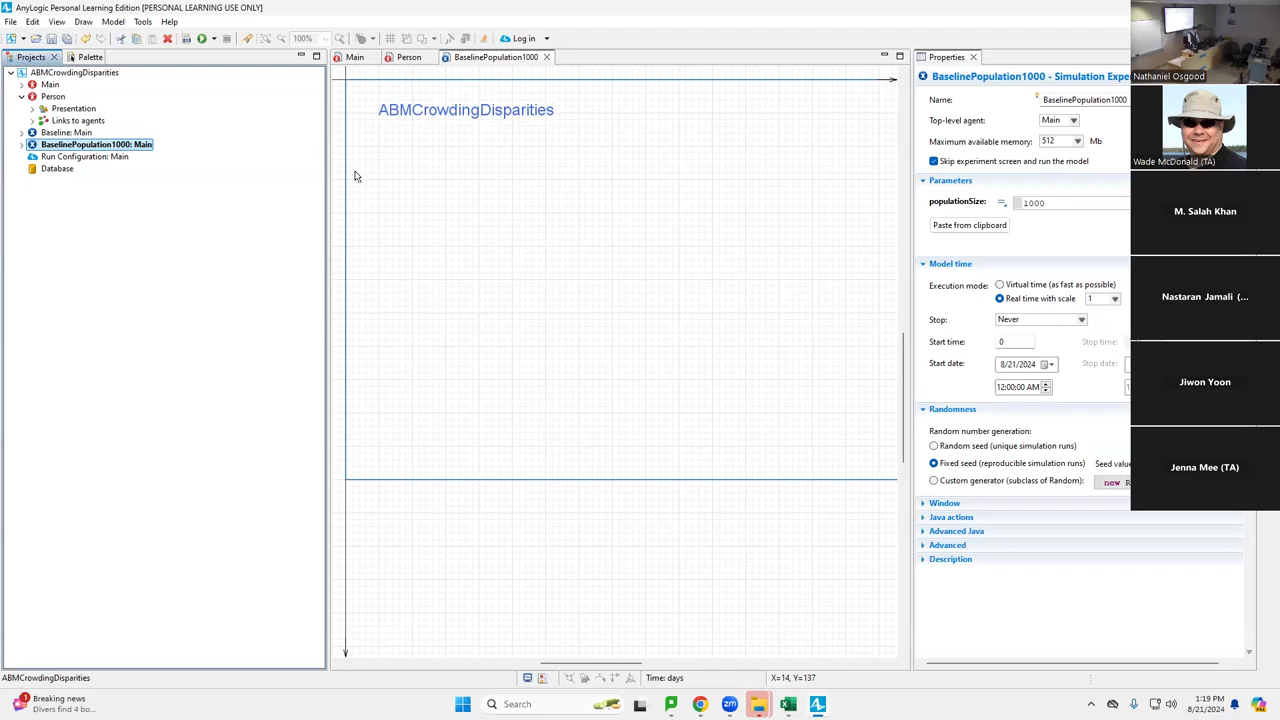 AnyLogic Personal Learning Edition [PERSONAL LEARNING USE ONLY]
File Edit View Draw Model Tools Help
100% Log in
Projects Palette
Main Person BaselinePopulation1000
Properties
ABMCrowdingDisparities
Main
Person
Presentation
Links to agents
Baseline: Main
BaselinePopulation1000: Main
Run Configuration: Main
Database
ABMCrowdingDisparities
BaselinePopulation1000 - Simulation Expe
Name: BaselinePopulation1000
Top-level agent: Main
Maximum available memory: 512 Mb
Skip experiment screen and run the model
Parameters
populationSize: 1000
Paste from clipboard
Model time
Execution mode: Virtual time (as fast as possible)
Real time with scale 1
Stop: Never
Start time: 0 Stop time:
Start date: 8/21/2024 Stop date:
12:00:00 AM
Randomness
Random number generation:
Random seed (unique simulation runs)
Fixed seed (reproducible simulation runs) Seed value
Custom generator (subclass of Random): new R
Window
Java actions
Advanced Java
Advanced
Description
Nathaniel Osgood
Wade McDonald (TA)
M. Salah Khan
Nastaran Jamali (...
Jiwon Yoon
Jenna Mee (TA)
ABMCrowdingDisparities
Time: days X=14, Y=137
Breaking news
Divers find 4 bo...
Search
1:19 PM
8/21/2024